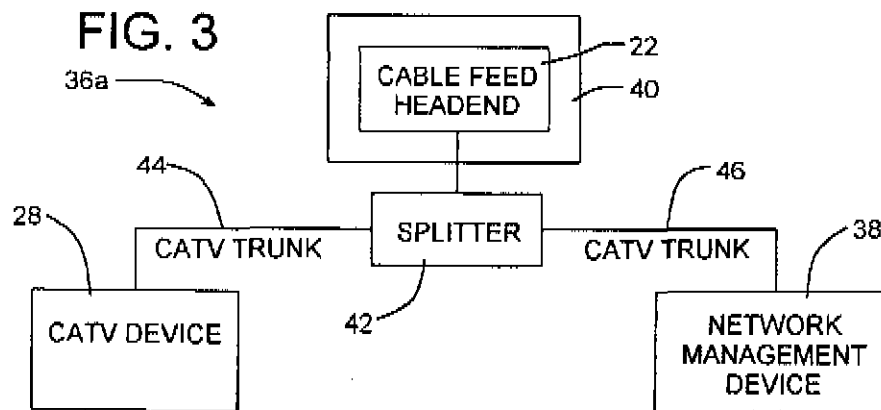 FIG. 3
36a
CABLE FEED
HEADEND
22
40
44
46
28
CATV TRUNK
SPLITTER
CATV TRUNK
38
42
CATV DEVICE
NETWORK
MANAGEMENT
DEVICE